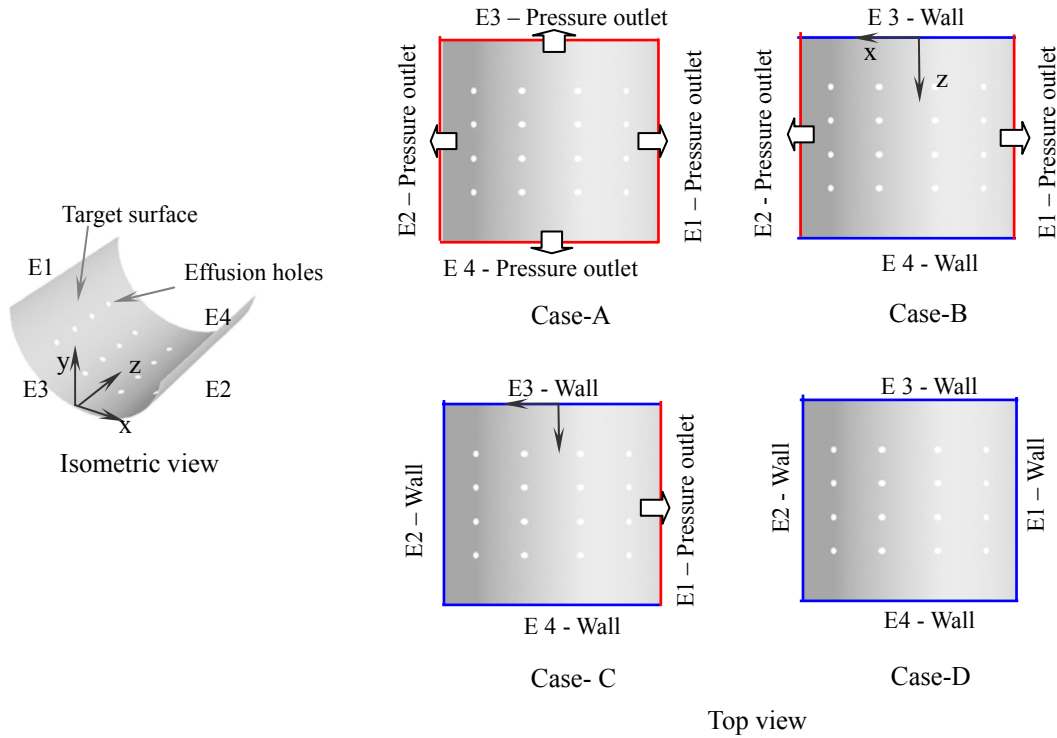 Target surface
E1
Effusion holes
E4
y
z
E3
E2
x
Isometric view
E3 – Pressure outlet
E2 – Pressure outlet
E1 – Pressure outlet
E 4 - Pressure outlet
Case-A
E 3 - Wall
x
z
E2 - Pressure outlet
E1 – Pressure outlet
E 4 - Wall
Case-B
E3 - Wall
E2 – Wall
E1 – Pressure outlet
E 4 - Wall
Case- C
E 3 - Wall
E2 - Wall
E1 – Wall
E4 - Wall
Case-D
Top view